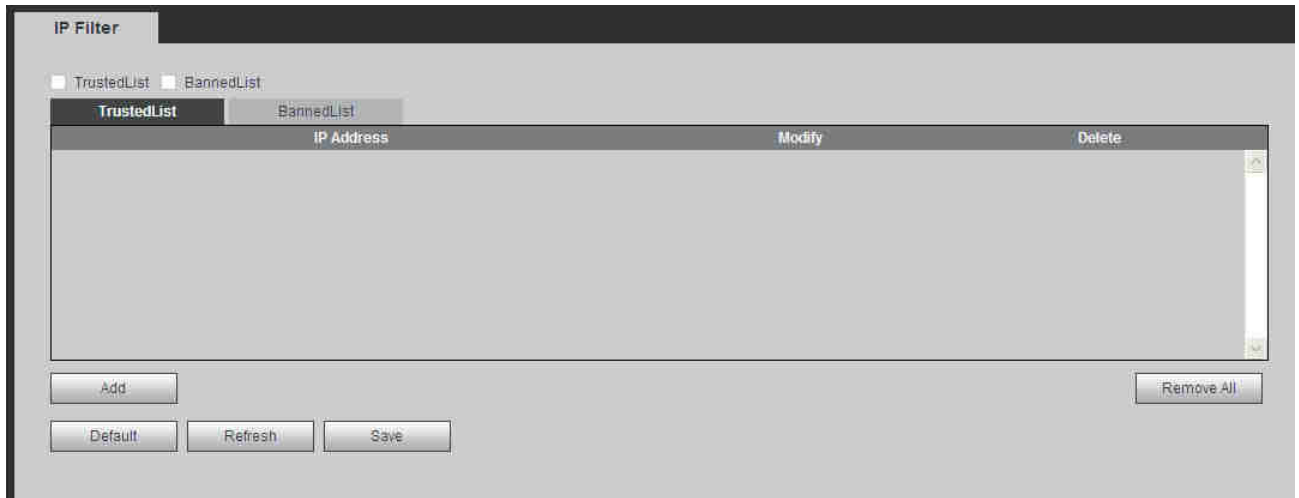 IP Filter
TrustedList BannedList
TrustedList BannedList
IP Address Modify Delete
Add Remove All
Default Refresh Save